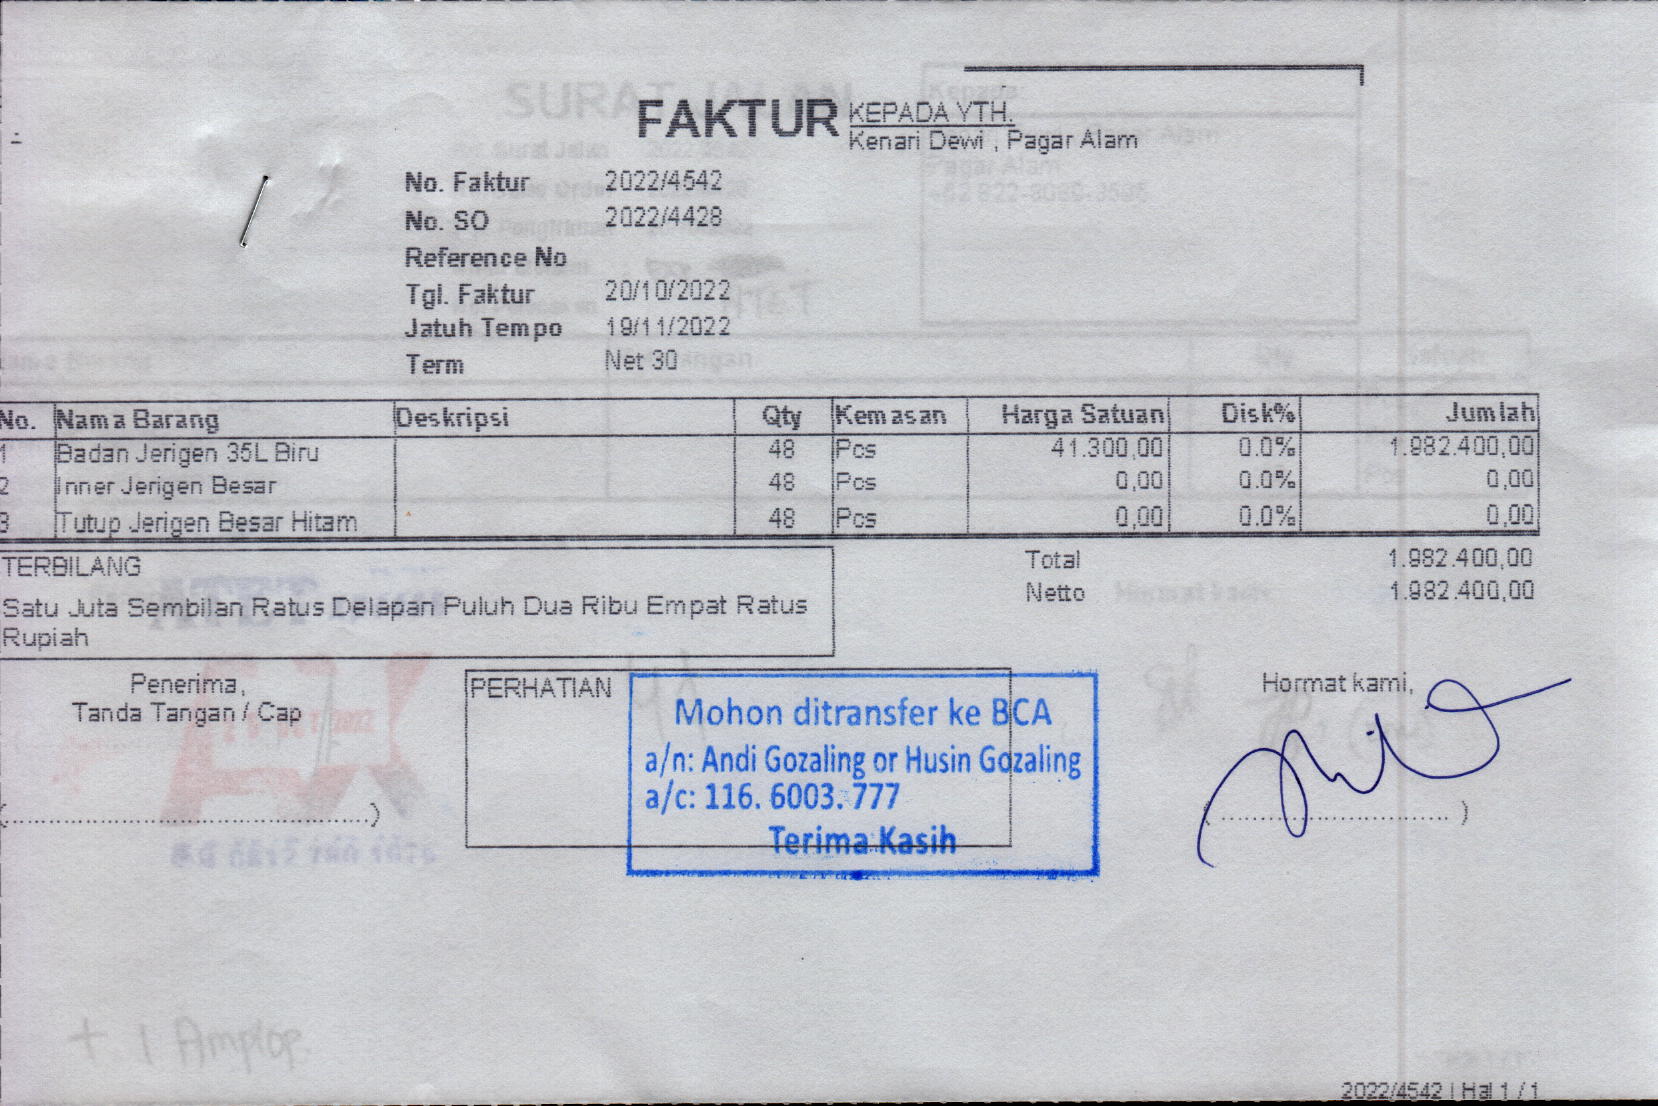 FAKTUR
KEPADA YTH.
Kenari Dewi , Pagar Alam
No. Faktur 2022/4542
No. SO 2022/4428
Reference No
Tgl. Faktur 20/10/2022
Jatuh Tempo 19/11/2022
Term Net 30
No. Nama Barang Deskripsi Qty Kemasan Harga Satuan Disk% Jumlah
1 Badan Jerigen 35L Biru 48 Pcs 41.300,00 0.0% 1.982.400,00
2 Inner Jerigen Besar 48 Pcs 0,00 0.0% 0,00
3 Tutup Jerigen Besar Hitam 48 Pcs 0,00 0.0% 0,00
TERBILANG
Satu Juta Sembilan Ratus Delapan Puluh Dua Ribu Empat Ratus
Rupiah
Total 1.982.400,00
Netto 1.982.400,00
Penerima,
Tanda Tangan / Cap
(................................................)
PERHATIAN
Mohon ditransfer ke BCA
a/n: Andi Gozaling or Husin Gozaling
a/c: 116. 6003. 777
Terima Kasih
Hormat kami,
(..............................)
+ 1 Amplop.
2022/4542 | Hal 1 / 1